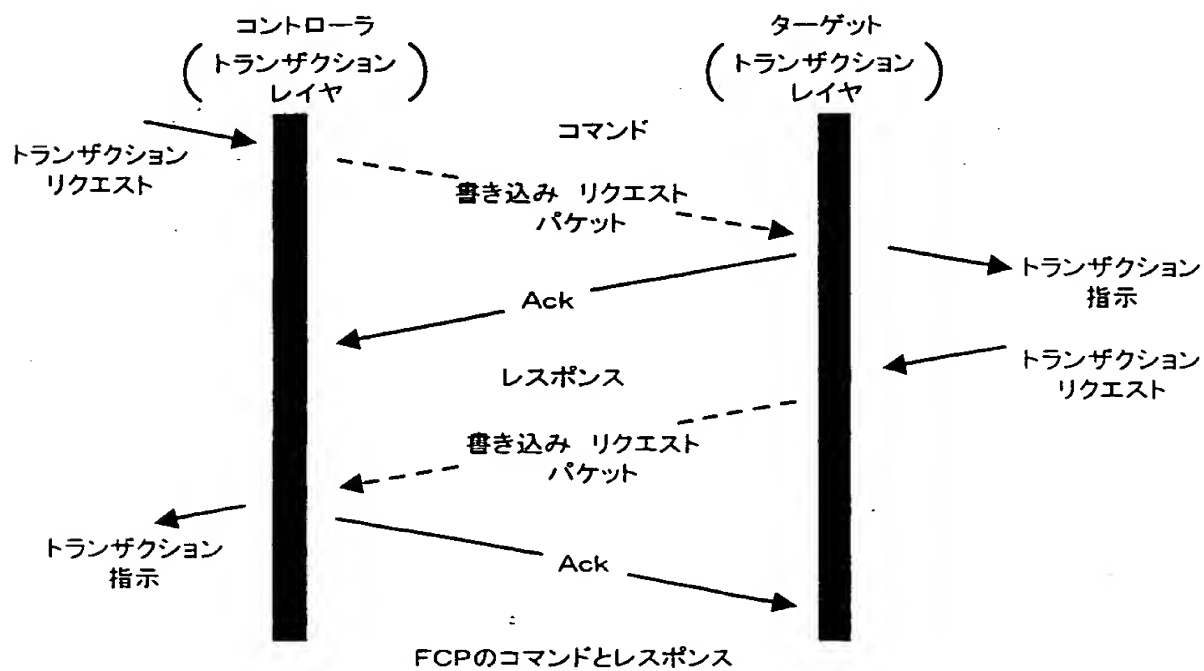 コントローラ
(トランザクション
レイヤ)
ターゲット
(トランザクション
レイヤ)
コマンド
トランザクション
リクエスト
書き込み リクエスト
パケット
トランザクション
指示
Ack
レスポンス
トランザクション
リクエスト
書き込み リクエスト
パケット
トランザクション
指示
Ack
FCPのコマンドとレスポンス